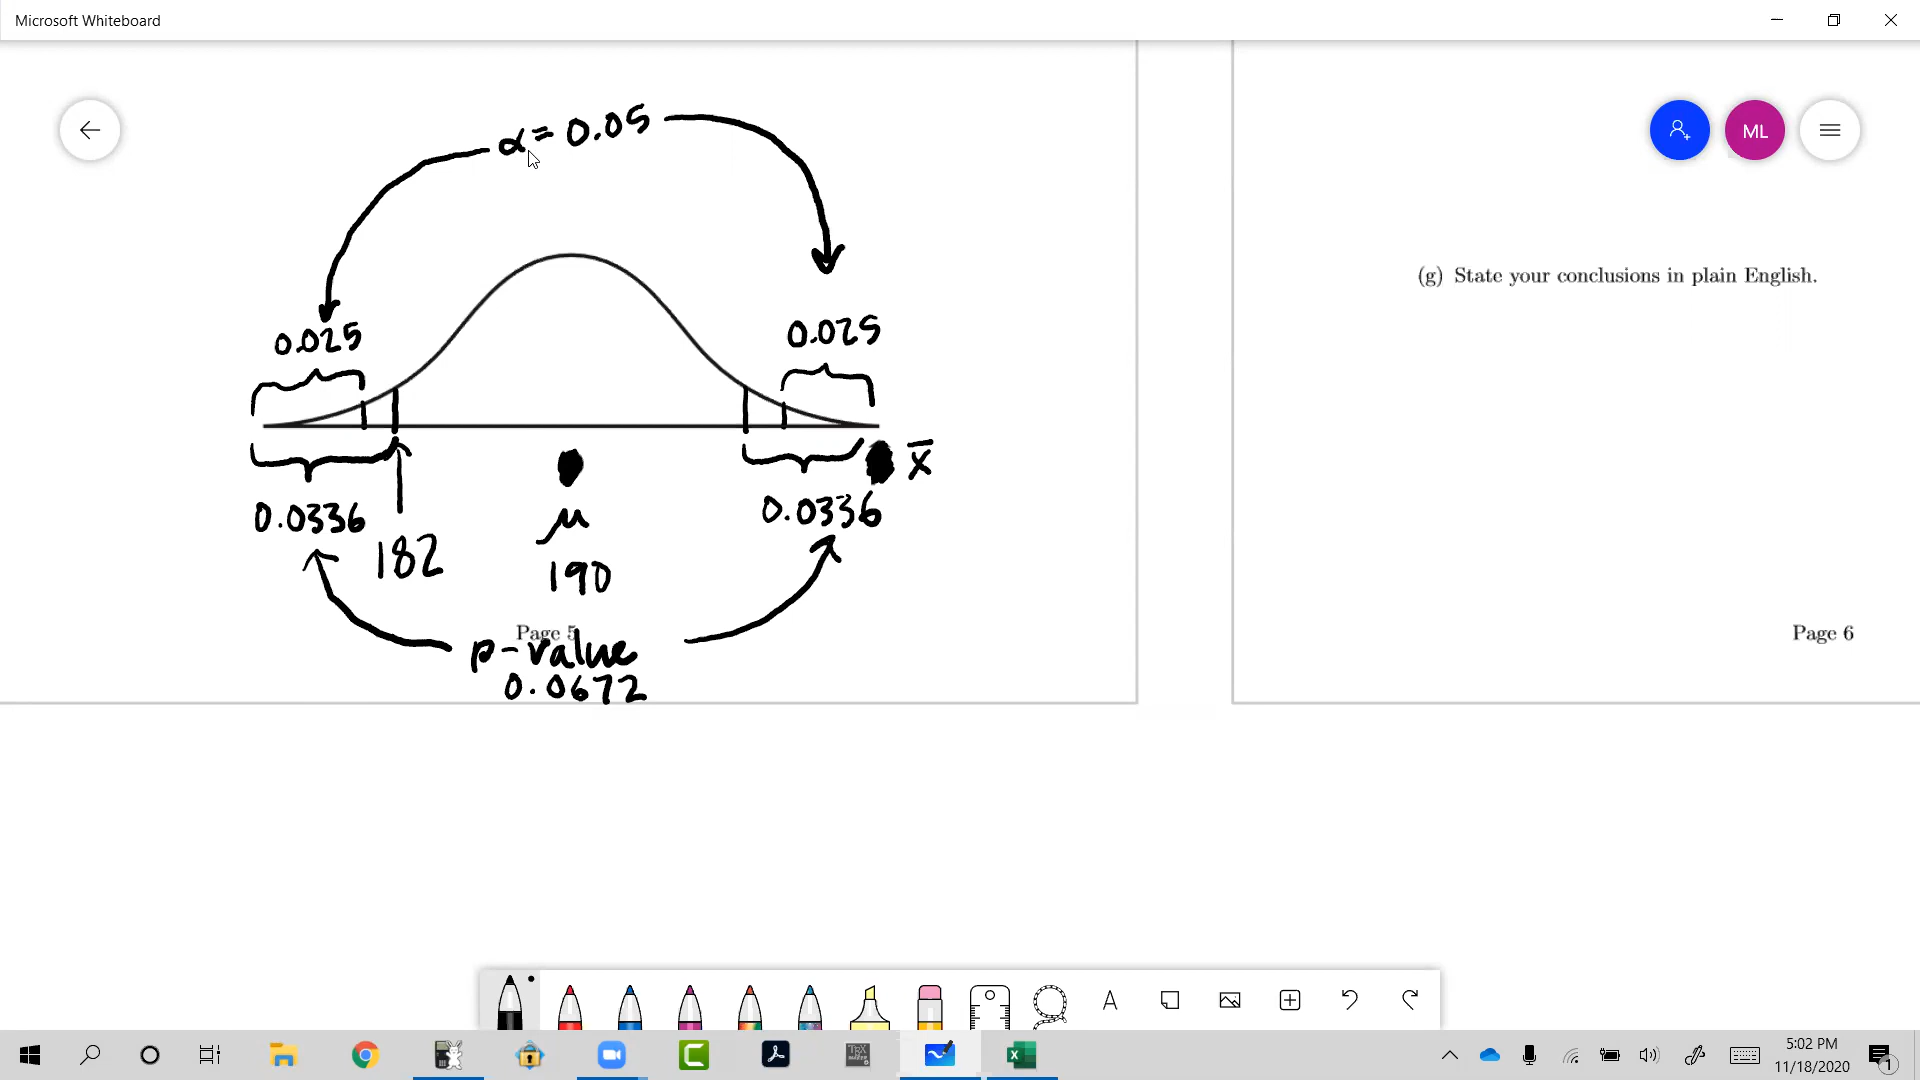 Microsoft Whiteboard
α = 0.05
ML
(g) State your conclusions in plain English.
0.025
0.025
x̄
0.0336
0.0336
182
μ
190
Page 5
Page 6
p-value
0.0672
A
5:02 PM
11/18/2020
1